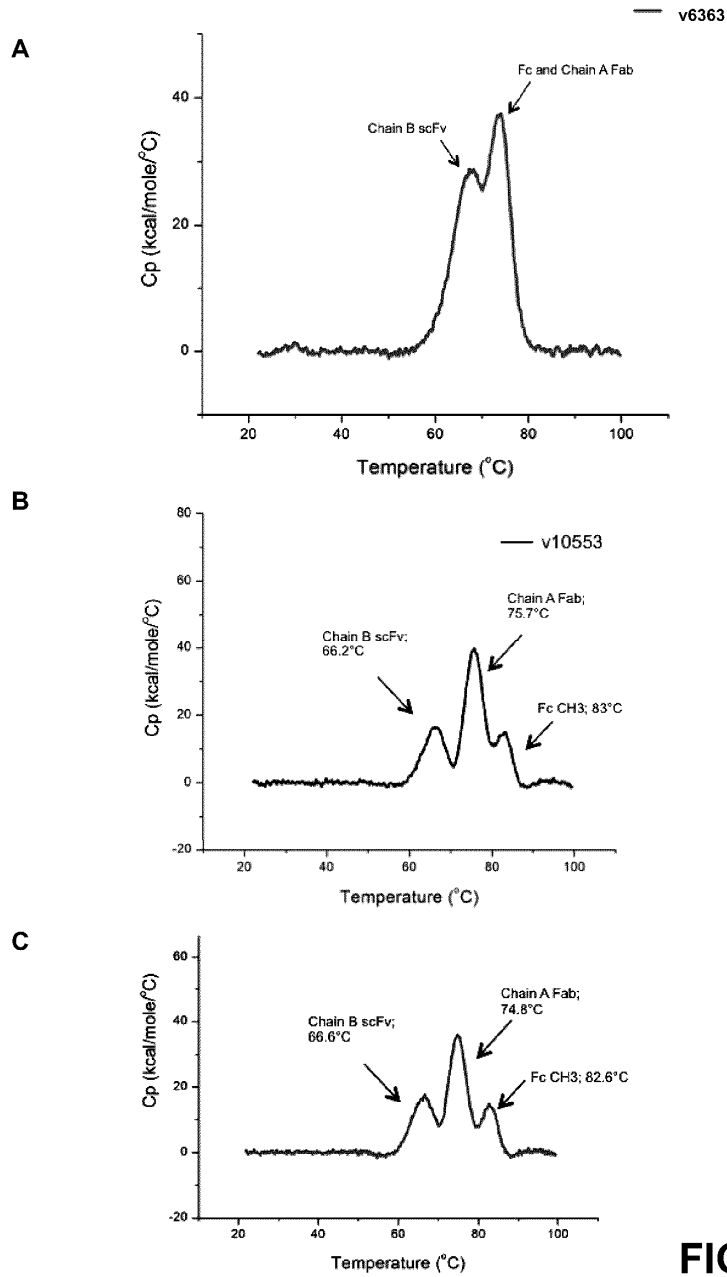 v6363
A
Fc and Chain A Fab
Chain B scFv
40
20
0
Cp (kcal/mole/°C)
20 40 60 80 100
Temperature (°C)
B
80
60
40
20
0
-20
v10553
Chain A Fab;
75.7°C
Chain B scFv;
66.2°C
Fc CH3; 83°C
Cp (kcal/mole/°C)
20 40 60 80 100
Temperature (°C)
C
60
40
20
0
-20
Chain A Fab;
74.8°C
Chain B scFv;
66.6°C
Fc CH3; 82.6°C
Cp (kcal/mole/°C)
20 40 60 80 100
Temperature (°C)
FIG